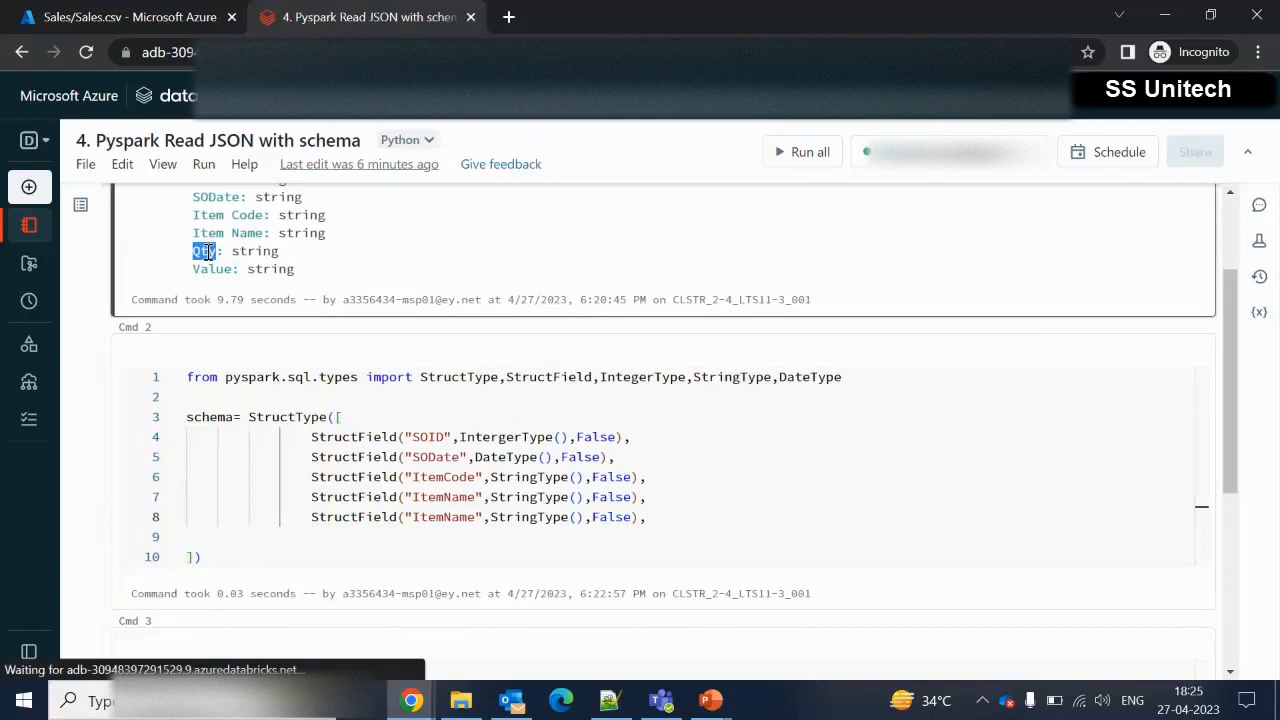 Sales/Sales.csv - Microsoft Azure
4. Pyspark Read JSON with schem
adb-3094
Incognito
SS Unitech
Microsoft Azure
data
4. Pyspark Read JSON with schema
Python
Run all
Schedule
Share
File Edit View Run Help Last edit was 6 minutes ago Give feedback
SODate: string
Item Code: string
Item Name: string
Qty: string
Value: string
Command took 9.79 seconds -- by a3356434-msp01@ey.net at 4/27/2023, 6:20:45 PM on CLSTR_2-4_LTS11-3_001
Cmd 2
1 from pyspark.sql.types import StructType,StructField,IntegerType,StringType,DateType
2
3 schema= StructType([
4 StructField("SOID",IntergerType(),False),
5 StructField("SODate",DateType(),False),
6 StructField("ItemCode",StringType(),False),
7 StructField("ItemName",StringType(),False),
8 StructField("ItemName",StringType(),False),
9
10 ])
Command took 0.03 seconds -- by a3356434-msp01@ey.net at 4/27/2023, 6:22:57 PM on CLSTR_2-4_LTS11-3_001
Cmd 3
Waiting for adb-30948397291529.9.azuredatabricks.net...
Type
34°C
ENG
18:25
27-04-2023